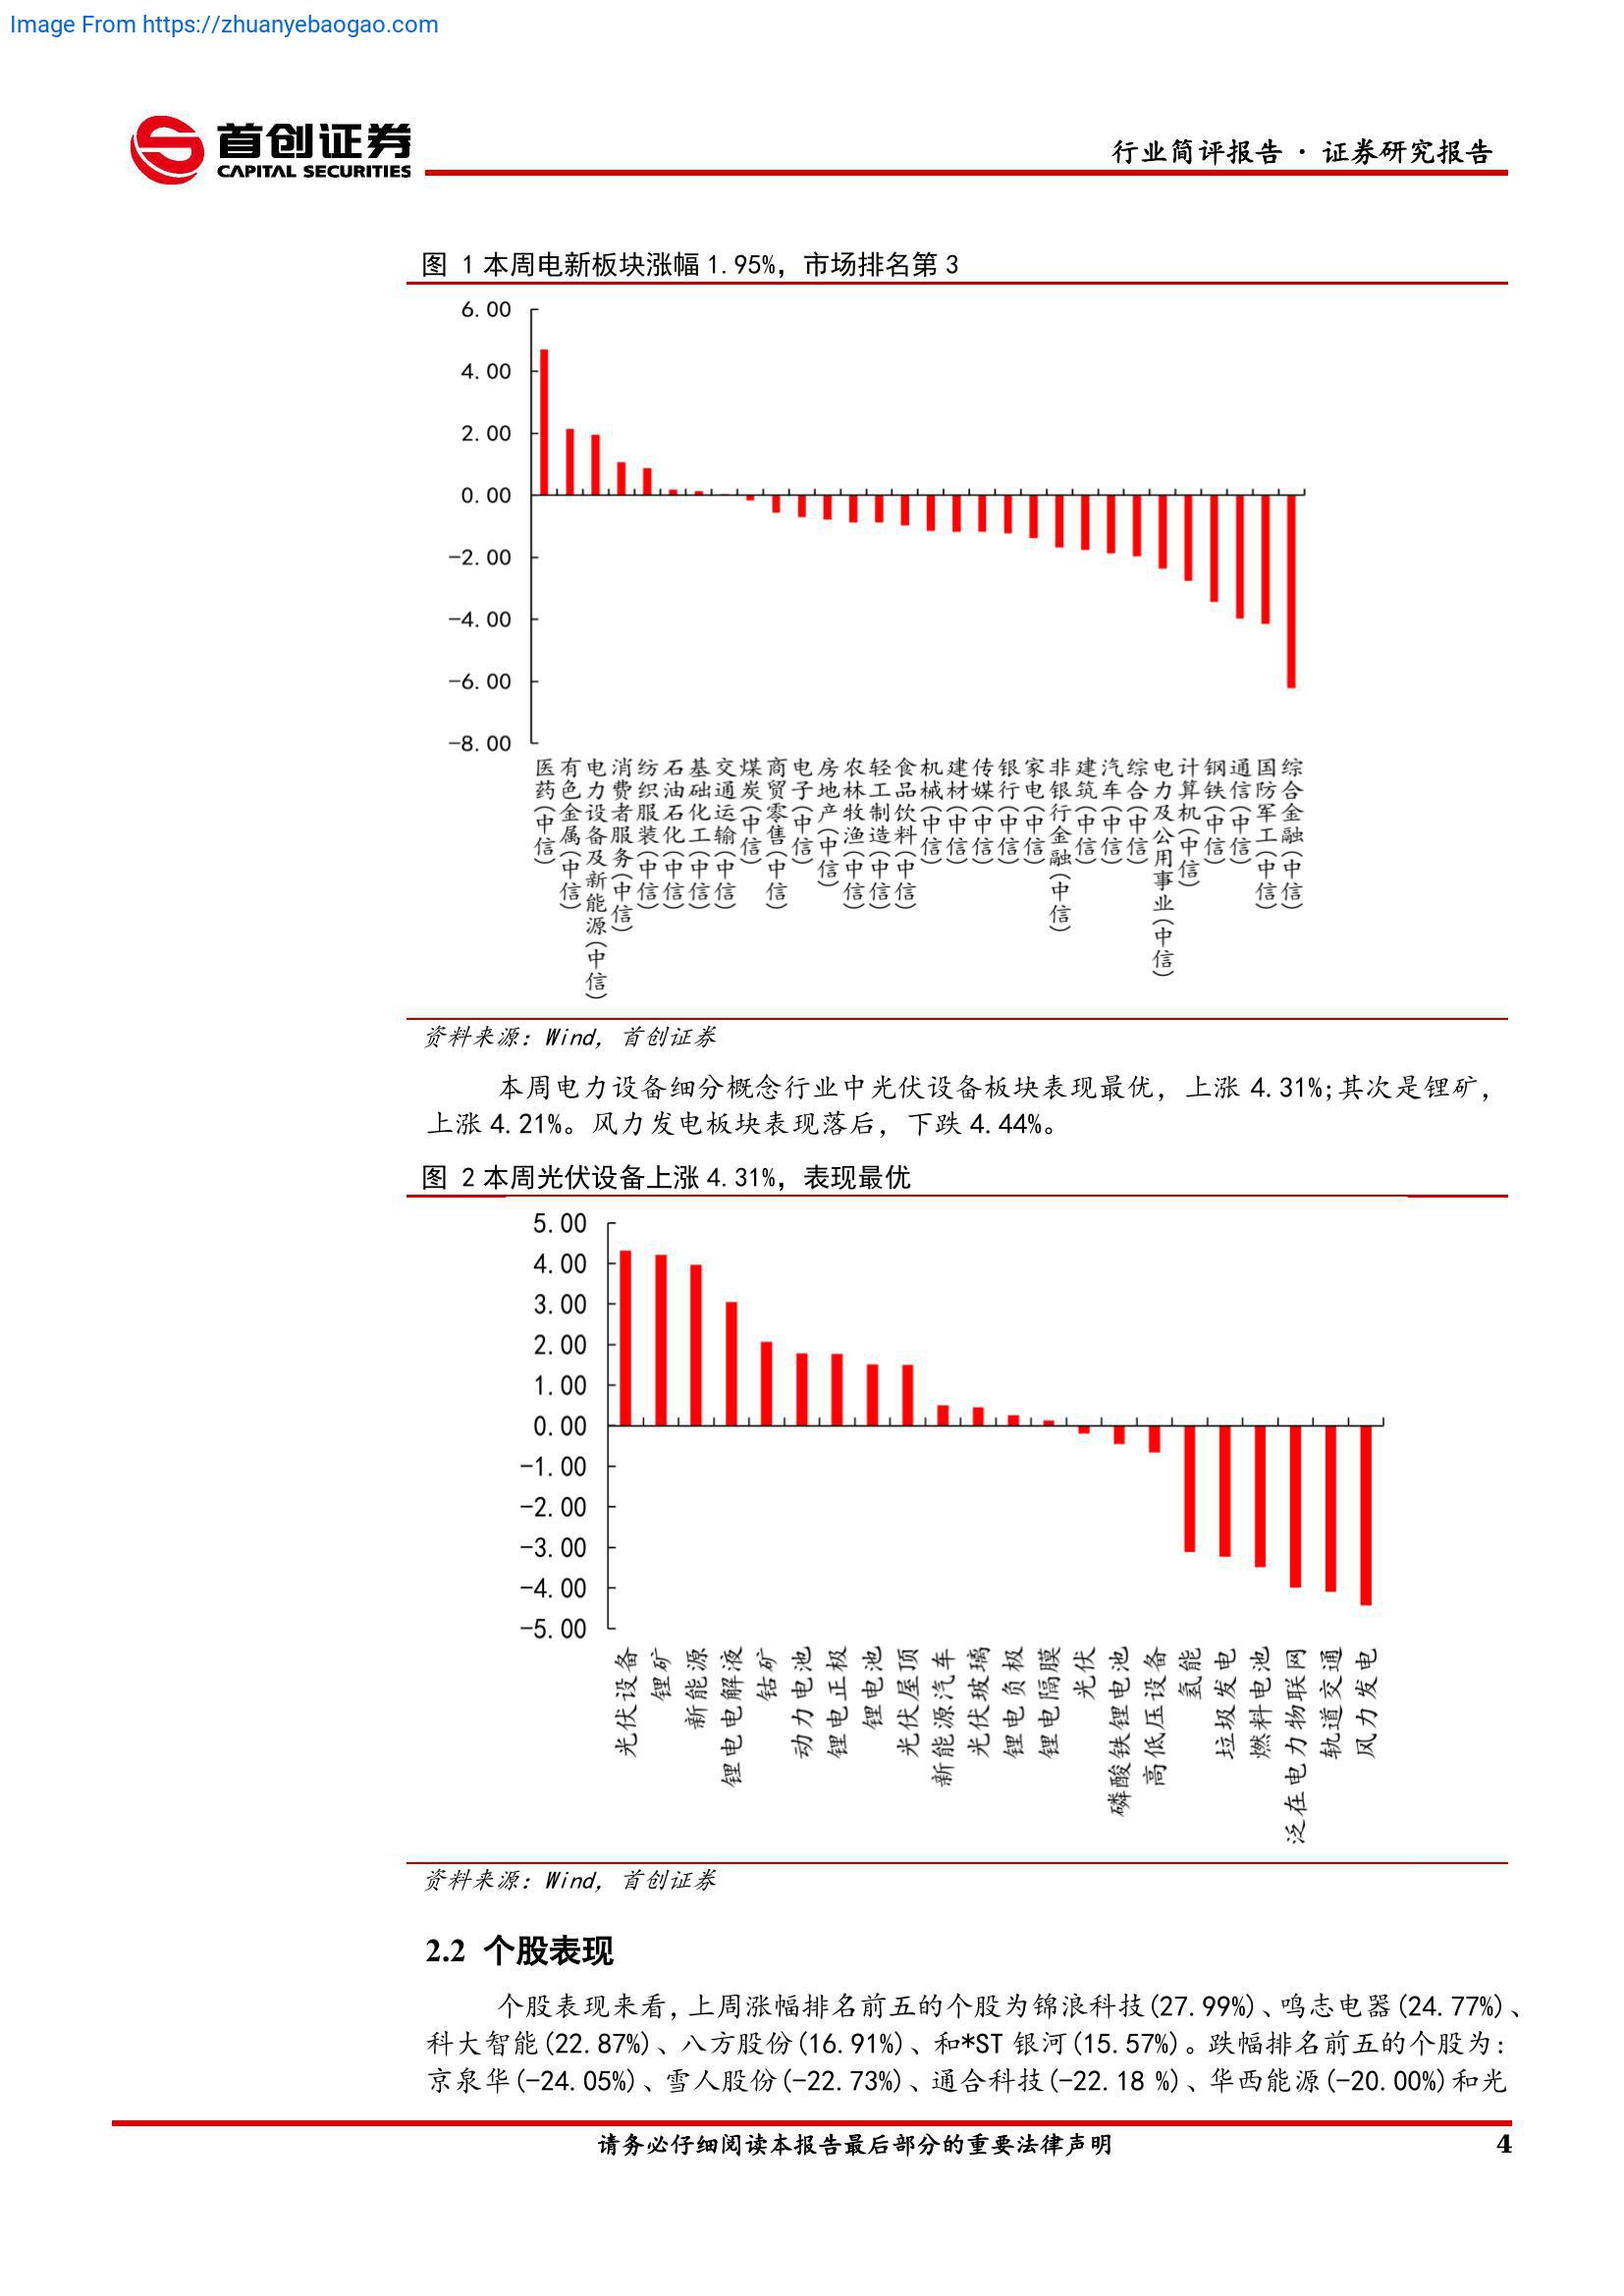 Image From https://zhuanyebaogao.com
首创证券
CAPITAL SECURITIES
行业简评报告 · 证券研究报告
图 1 本周电新板块涨幅 1.95%，市场排名第 3
6.00
4.00
2.00
0.00
-2.00
-4.00
-6.00
-8.00
医药(中信)
有色金属(中信)
电力设备及新能源(中信)
消费者服务(中信)
纺织服装(中信)
石油石化(中信)
基础化工(中信)
交通运输(中信)
煤炭(中信)
商贸零售(中信)
电子(中信)
房地产(中信)
农林牧渔(中信)
轻工制造(中信)
食品饮料(中信)
机械(中信)
建材(中信)
传媒(中信)
银行(中信)
家电(中信)
非银行金融(中信)
建筑(中信)
汽车(中信)
综合(中信)
电力及公用事业(中信)
计算机(中信)
钢铁(中信)
通信(中信)
国防军工(中信)
综合金融(中信)
资料来源：Wind，首创证券
本周电力设备细分概念行业中光伏设备板块表现最优，上涨 4.31%;其次是锂矿，
上涨 4.21%。风力发电板块表现落后，下跌 4.44%。
图 2 本周光伏设备上涨 4.31%，表现最优
5.00
4.00
3.00
2.00
1.00
0.00
-1.00
-2.00
-3.00
-4.00
-5.00
光伏设备
锂矿
新能源
锂电电解液
钴矿
动力电池
锂电正极
锂电池
光伏屋顶
新能源汽车
光伏玻璃
锂电负极
锂电隔膜
光伏
磷酸铁锂电池
高低压设备
氢能
垃圾发电
燃料电池
泛在电力物联网
轨道交通
风力发电
资料来源：Wind，首创证券
2.2 个股表现
个股表现来看,上周涨幅排名前五的个股为锦浪科技(27.99%)、鸣志电器(24.77%)、
科大智能(22.87%)、八方股份(16.91%)、和*ST 银河(15.57%)。跌幅排名前五的个股为：
京泉华(-24.05%)、雪人股份(-22.73%)、通合科技(-22.18 %)、华西能源(-20.00%)和光
请务必仔细阅读本报告最后部分的重要法律声明
4